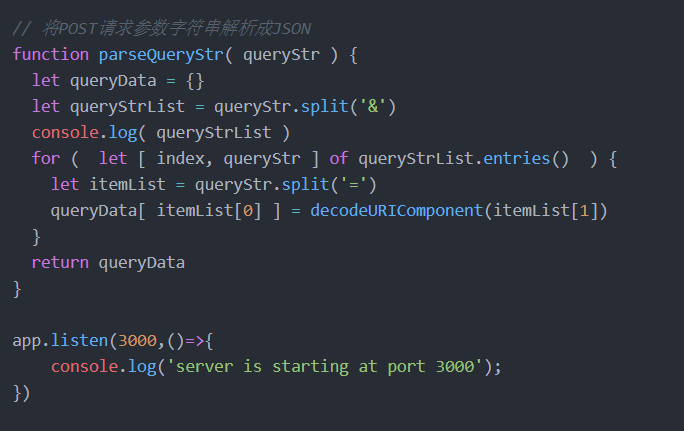 // 将POST请求参数字符串解析成JSON
function parseQueryStr( queryStr ) {
  let queryData = {}
  let queryStrList = queryStr.split('&')
  console.log( queryStrList )
  for (  let [ index, queryStr ] of queryStrList.entries()  ) {
    let itemList = queryStr.split('=')
    queryData[ itemList[0] ] = decodeURIComponent(itemList[1])
  }
  return queryData
}

app.listen(3000,()=>{
    console.log('server is starting at port 3000');
})